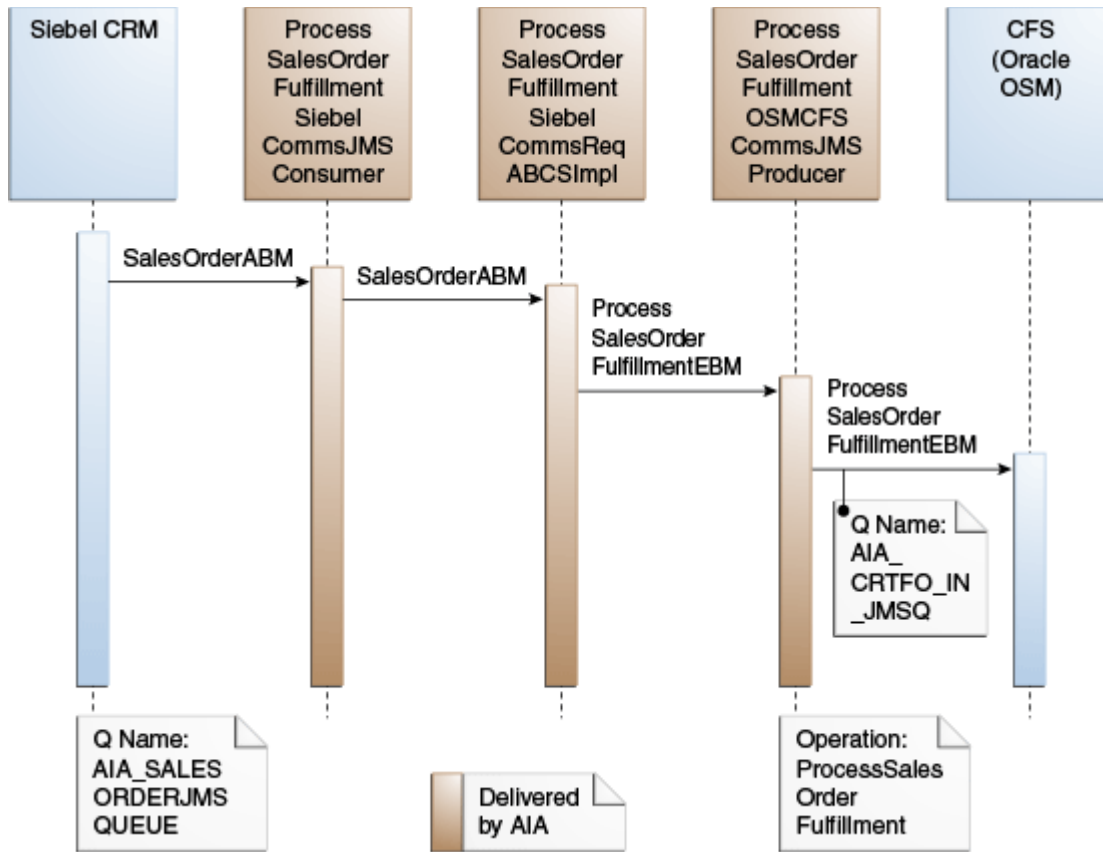 Siebel CRM
Process
SalesOrder
Fulfillment
Siebel
CommsJMS
Consumer
Process
SalesOrder
Fulfillment
Siebel
CommsReq
ABCSImpl
Process
SalesOrder
Fulfillment
OSMCFS
CommsJMS
Producer
CFS
(Oracle
OSM)
SalesOrderABM
SalesOrderABM
Process
SalesOrder
FulfillmentEBM
Process
SalesOrder
FulfillmentEBM
Q Name:
AIA_
CRTFO_IN
_JMSQ
Q Name:
AIA_SALES
ORDERJMS
QUEUE
Delivered
by AIA
Operation:
ProcessSales
Order
Fulfillment